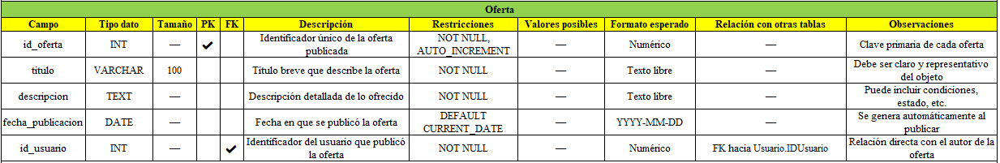 Oferta
Campo Tipo dato Tamaño PK FK Descripción Restricciones Valores posibles Formato esperado Relación con otras tablas Observaciones
id_oferta INT — ✔ Identificador único de la oferta publicada NOT NULL, AUTO_INCREMENT — Numérico — Clave primaria de cada oferta
titulo VARCHAR 100 Título breve que describe la oferta NOT NULL — Texto libre — Debe ser claro y representativo del objeto
descripcion TEXT — Descripción detallada de lo ofrecido NOT NULL — Texto libre — Puede incluir condiciones, estado, etc.
fecha_publicacion DATE — Fecha en que se publicó la oferta DEFAULT CURRENT_DATE — YYYY-MM-DD — Se genera automáticamente al publicar
id_usuario INT — ✔ Identificador del usuario que publicó la oferta NOT NULL — Numérico FK hacia Usuario.IDUsuario Relación directa con el autor de la oferta